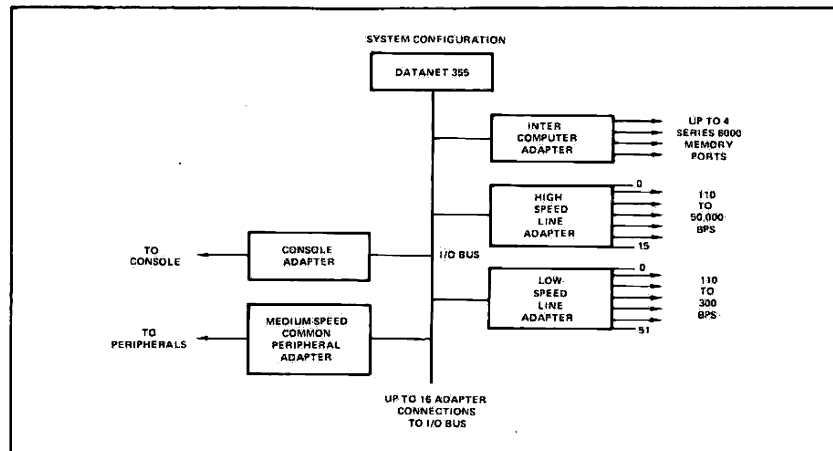 SYSTEM CONFIGURATION
DATANET 355
INTER
COMPUTER
ADAPTER
UP TO 4
SERIES 6000
MEMORY
PORTS
0
HIGH
SPEED
LINE
ADAPTER
15
110
TO
50,000
BPS
TO
CONSOLE
CONSOLE
ADAPTER
I/O BUS
0
LOW-
SPEED
LINE
ADAPTER
51
110
TO
300
BPS
TO
PERIPHERALS
MEDIUM-SPEED
COMMON
PERIPHERAL
ADAPTER
UP TO 16 ADAPTER
CONNECTIONS
TO I/O BUS